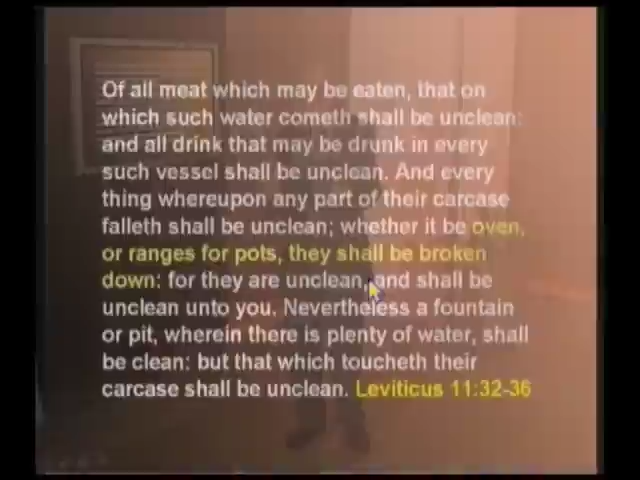 Of all meat which may be eaten, that on
which such water cometh shall be unclean:
and all drink that may be drunk in every
such vessel shall be unclean. And every
thing whereupon any part of their carcase
falleth shall be unclean; whether it be oven,
or ranges for pots, they shall be broken
down: for they are unclean, and shall be
unclean unto you. Nevertheless a fountain
or pit, wherein there is plenty of water, shall
be clean: but that which toucheth their
carcase shall be unclean. Leviticus 11:32-36